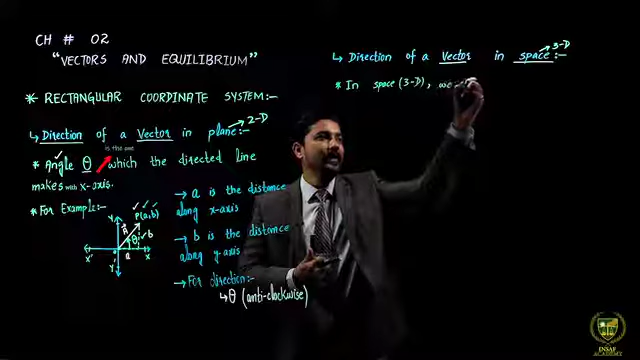 CH # 02
"VECTORS AND EQUILIBRIUM"
* RECTANGULAR COORDINATE SYSTEM:-
↳ Direction of a Vector in plane:- → 2-D
is the one
* Angle θ which the directed line
makes with X-axis.
* For Example:-
y
P(a,b)
A
θ
b
x' o a x
y'
→ a is the distance
along x-axis
→ b is the distance
along y-axis
→ For direction:-
↳ θ (anti-clockwise)
↳ Direction of a Vector in space:- → 3-D
* In space (3-D), we
INSAF
ACADEMY